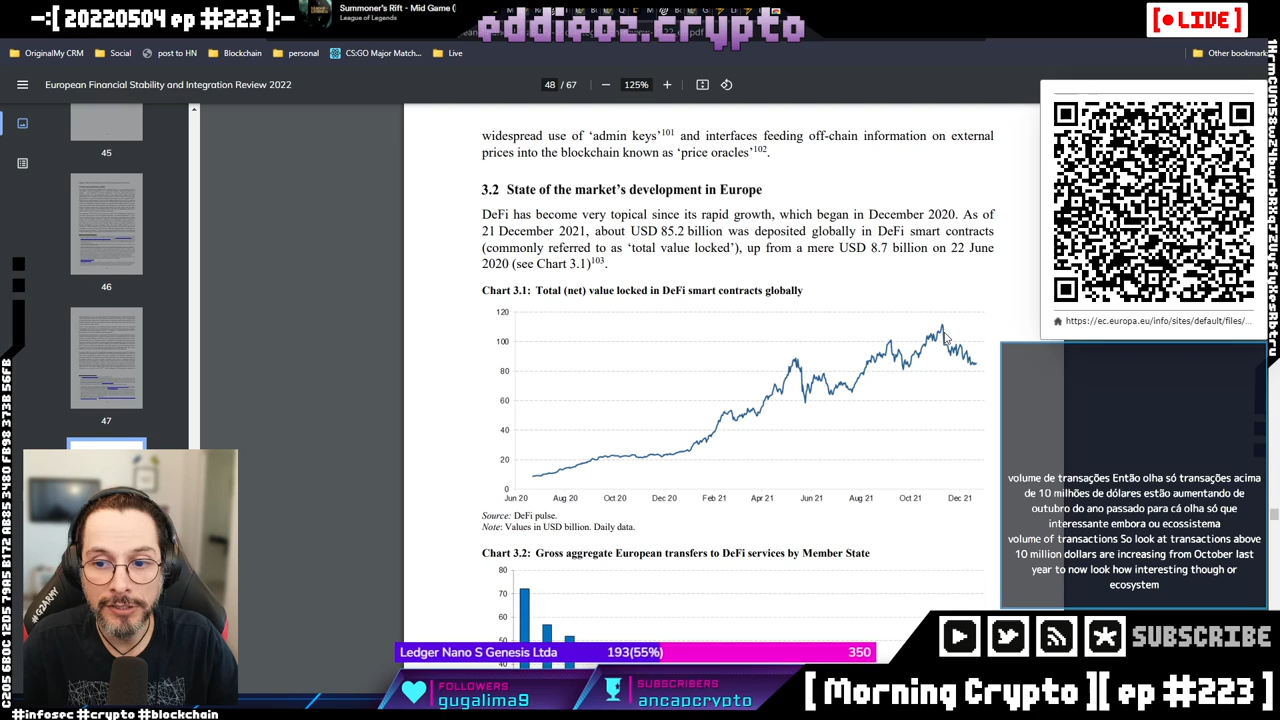 -:[ 20220504 ep #223 ]:-
Summoner's Rift - Mid Game (
League of Legends
[●LIVE]
OriginalMy CRM
Social
post to HN
Blockchain
personal
CS:GO Major Match...
Live
Other bookmark
European Financial Stability and Integration Review 2022
48 / 67
125%
45
46
47
widespread use of ‘admin keys’101 and interfaces feeding off-chain information on external
prices into the blockchain known as ‘price oracles’102.
3.2 State of the market’s development in Europe
DeFi has become very topical since its rapid growth, which began in December 2020. As of
21 December 2021, about USD 85.2 billion was deposited globally in DeFi smart contracts
(commonly referred to as ‘total value locked’), up from a mere USD 8.7 billion on 22 June
2020 (see Chart 3.1)103.
Chart 3.1: Total (net) value locked in DeFi smart contracts globally
120
100
80
60
40
20
0
Jun 20 Aug 20 Oct 20 Dec 20 Feb 21 Apr 21 Jun 21 Aug 21 Oct 21 Dec 21
Source: DeFi pulse.
Note: Values in USD billion. Daily data.
Chart 3.2: Gross aggregate European transfers to DeFi services by Member State
80
70
60
https://ec.europa.eu/info/sites/default/files/...
volume de transações Então olha só transações acima
de 10 milhões de dólares estão aumentando de
outubro do ano passado para cá olha só que
interessante embora ou ecossistema
volume of transactions So look at transactions above
10 million dollars are increasing from October last
year to now look how interesting though or
ecosystem
Ledger Nano S Genesis Ltda 193(55%) 350
FOLLOWERS
gugalima9
SUBSCRIBERS
ancapcrypto
SUBSCRIBE
[ Morning Crypto ][ ep #223 ]
infosec #crypto #blockchain